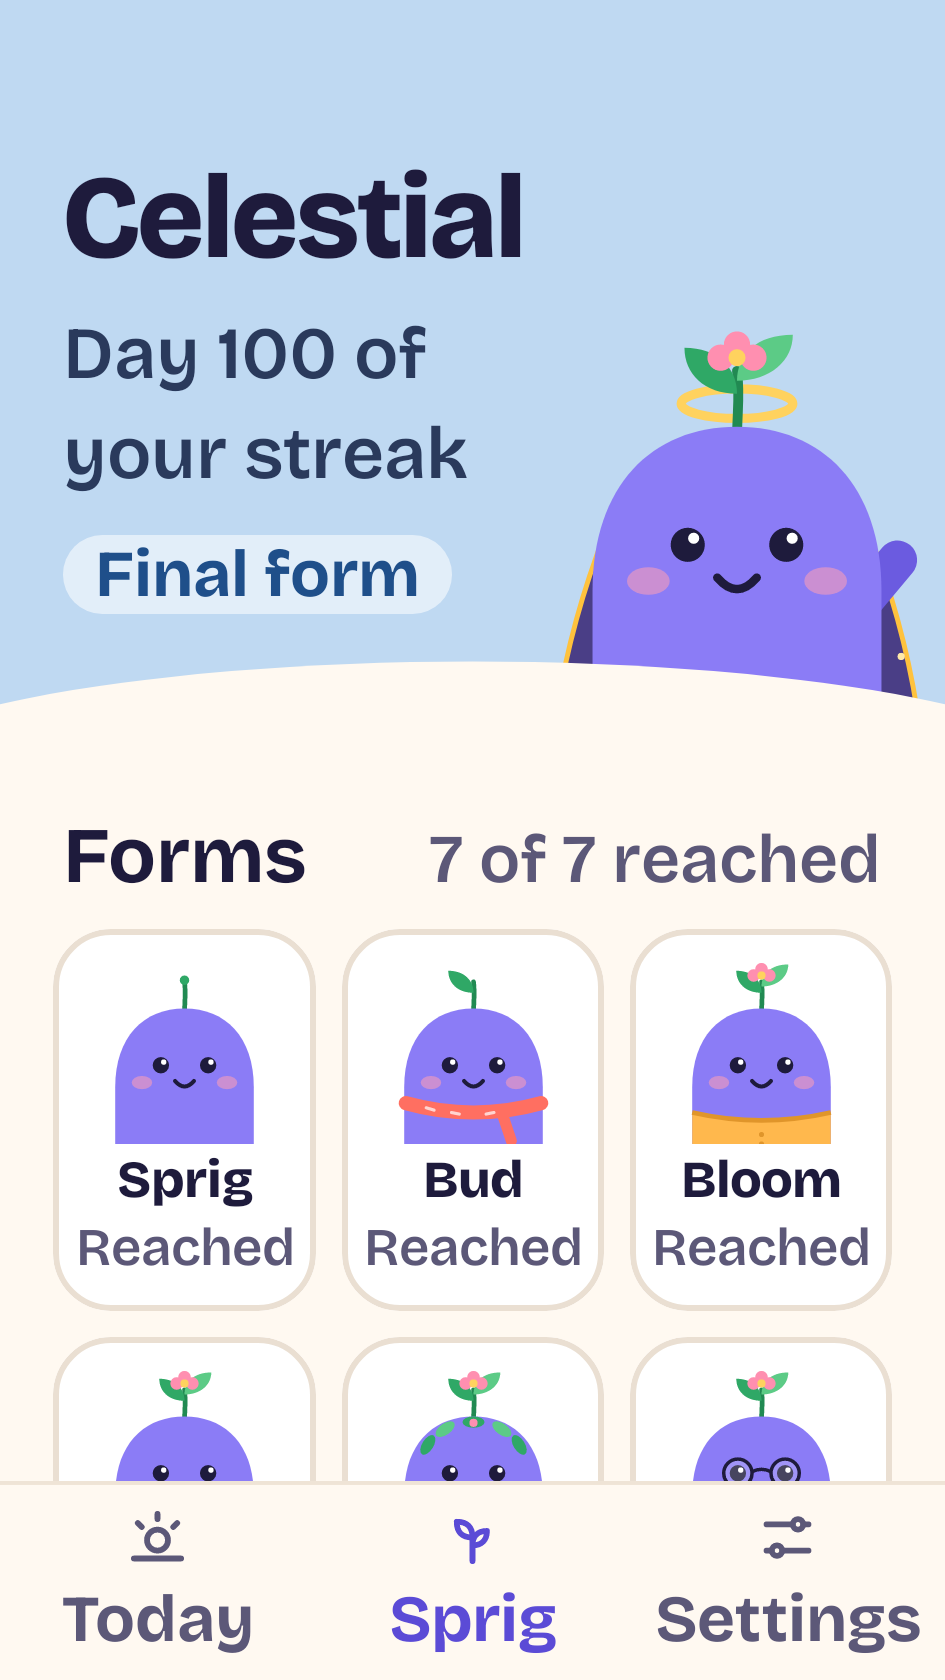 Celestial
Day 100 of
your streak
Final form
Forms
7 of 7 reached
Sprig
Reached
Bud
Reached
Bloom
Reached
Today
Sprig
Settings